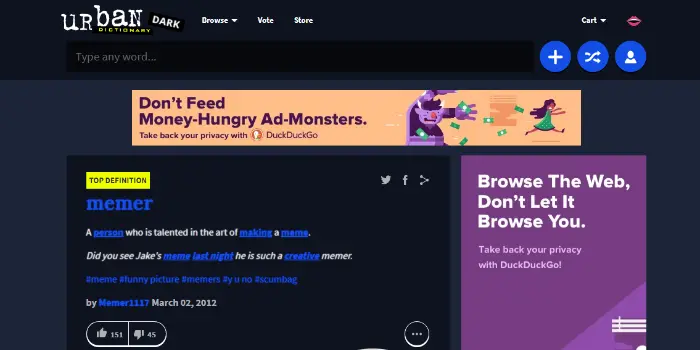 urban DARK
DICTIONARY
Browse Vote Store Cart
Type any word...
Don't Feed
Money-Hungry Ad-Monsters.
Take back your privacy with DuckDuckGo
TOP DEFINITION
memer
A person who is talented in the art of making a meme.
Did you see Jake's meme last night he is such a creative memer.
#meme #funny picture #memers #y u no #scumbag
by Memer1117 March 02, 2012
151 45
Browse The Web,
Don't Let It
Browse You.
Take back your privacy
with DuckDuckGo!